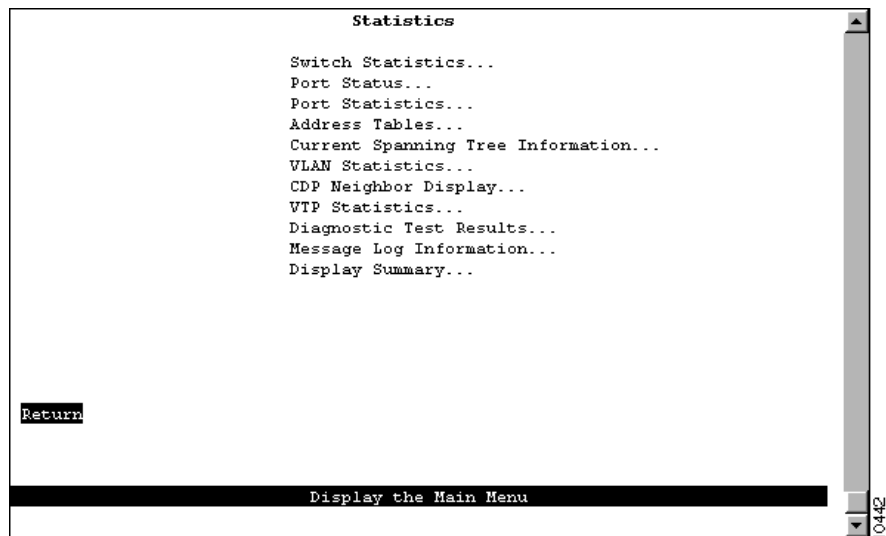 Statistics
Switch Statistics...
Port Status...
Port Statistics...
Address Tables...
Current Spanning Tree Information...
VLAN Statistics...
CDP Neighbor Display...
VTP Statistics...
Diagnostic Test Results...
Message Log Information...
Display Summary...
Return
Display the Main Menu
10442